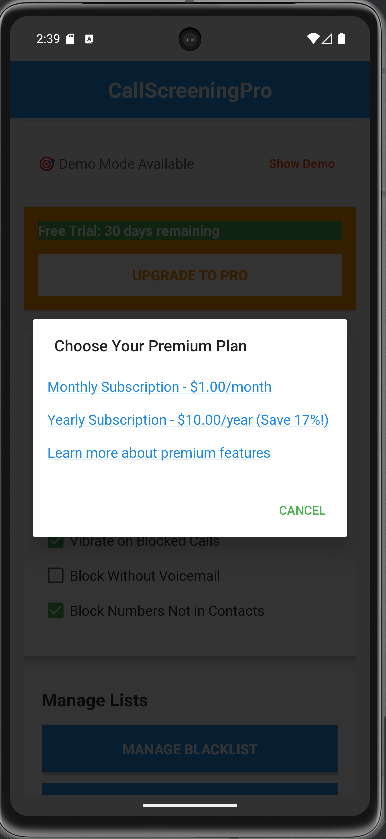 2:39
CallScreeningPro
🎯 Demo Mode Available Show Demo
Free Trial: 30 days remaining
UPGRADE TO PRO
Choose Your Premium Plan
Monthly Subscription - $1.00/month
Yearly Subscription - $10.00/year (Save 17%!)
Learn more about premium features
CANCEL
Vibrate on Blocked Calls
Block Without Voicemail
Block Numbers Not in Contacts
Manage Lists
MANAGE BLACKLIST